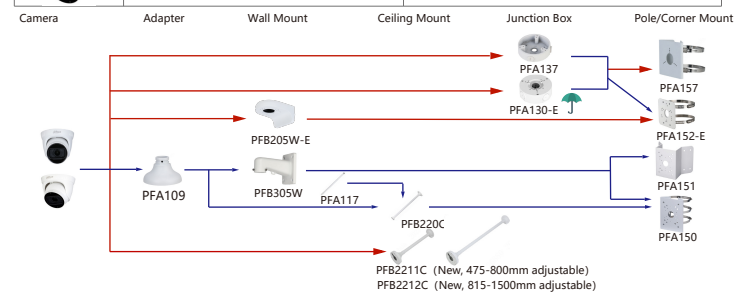 Camera Adapter Wall Mount Ceiling Mount Junction Box Pole/Corner Mount
PFA137
PFA157
PFA130-E
PFB205W-E
PFA152-E
PFA109
PFB305W
PFA117
PFA151
PFB220C
PFA150
PFB2211C (New, 475-800mm adjustable)
PFB2212C (New, 815-1500mm adjustable)